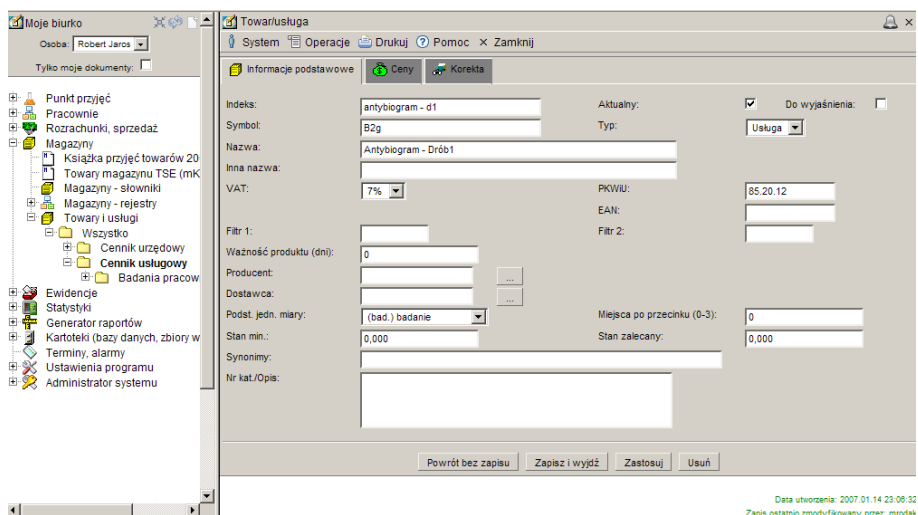 Moje biurko
Osoba: Robert Jaros
Tylko moje dokumenty:
Punkt przyjęć
Pracownie
Rozrachunki, sprzedaż
Magazyny
Książka przyjęć towarów 20
Towary magazynu TSE (mK
Magazyny - słowniki
Magazyny - rejestry
Towary i usługi
Wszystko
Cennik urzędowy
Cennik usługowy
Badania pracow
Ewidencje
Statystyki
Generator raportów
Kartoteki (bazy danych, zbiory w
Terminy, alarmy
Ustawienia programu
Administrator systemu
Towar/usługa
System Operacje Drukuj Pomoc × Zamknij
Informacje podstawowe Ceny Korekta
Indeks: antybiogram - d1 Aktualny: Do wyjaśnienia:
Symbol: B2g Typ: Usługa
Nazwa: Antybiogram - Drób1
Inna nazwa:
VAT: 7% PKWiU: 85.20.12
EAN:
Filtr 1: Filtr 2:
Ważność produktu (dni): 0
Producent: ...
Dostawca: ...
Podst. jedn. miary: (bad.) badanie Miejsca po przecinku (0-3): 0
Stan min.: 0,000 Stan zalecany: 0,000
Synonimy:
Nr kat./Opis:
Powrót bez zapisu Zapisz i wyjdź Zastosuj Usuń
Data utworzenia: 2007.01.14 23:06:32
Zapis ostatnio zmodyfikowany przez: mrodak